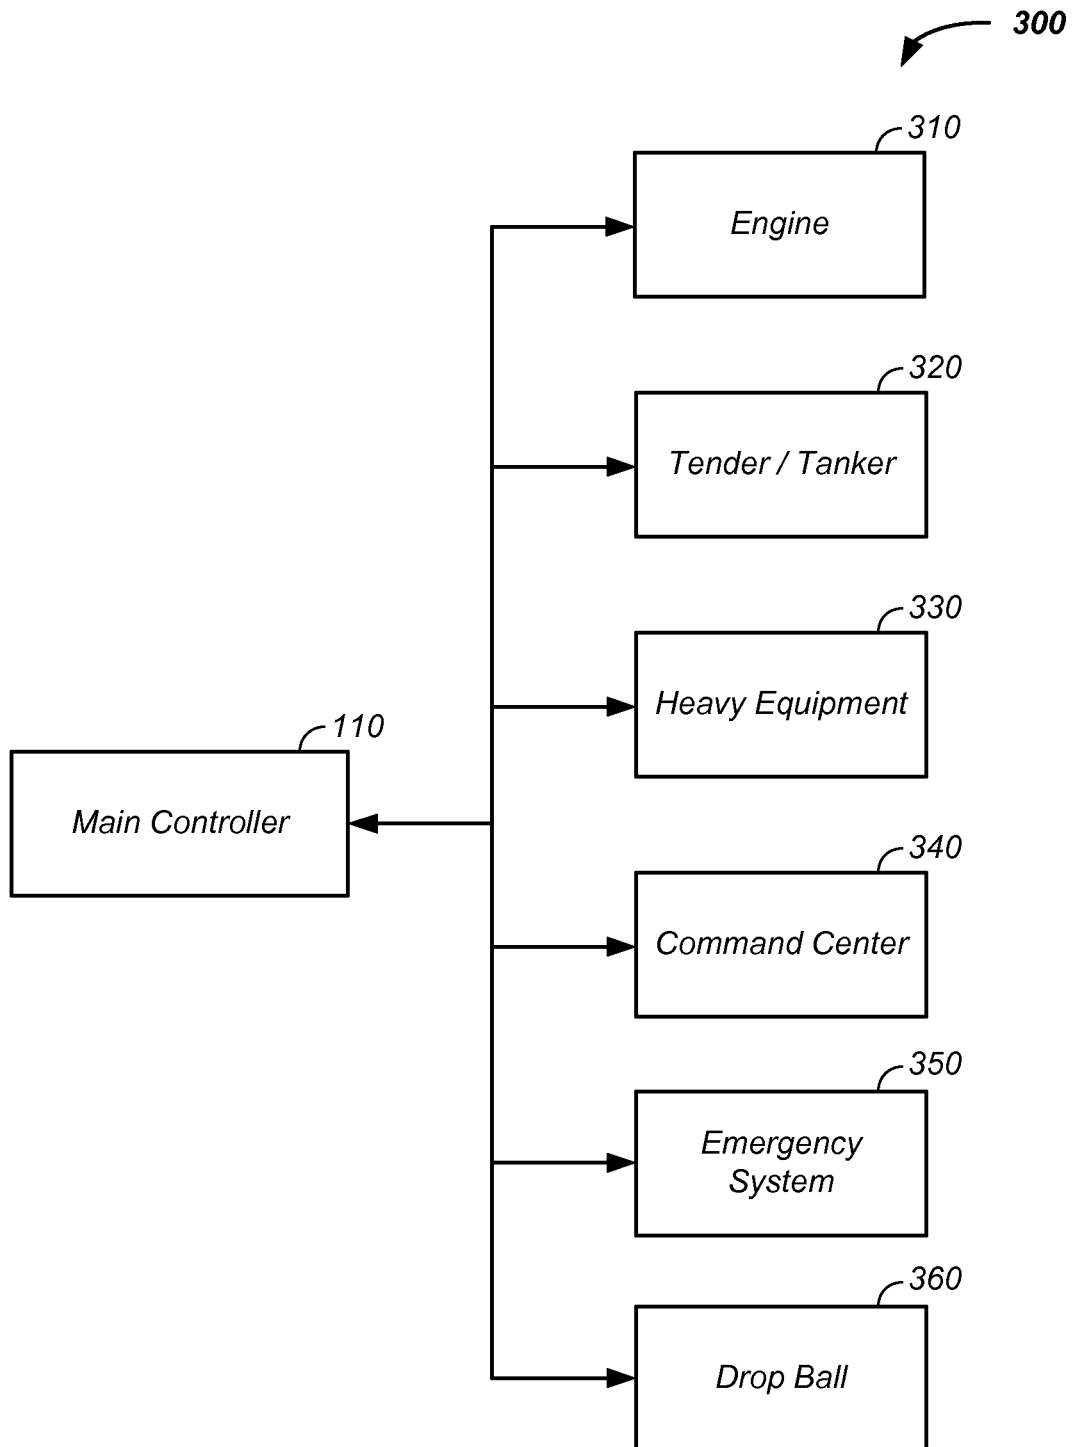 300
310
Engine
320
Tender / Tanker
330
Heavy Equipment
110
Main Controller
340
Command Center
350
Emergency
System
360
Drop Ball